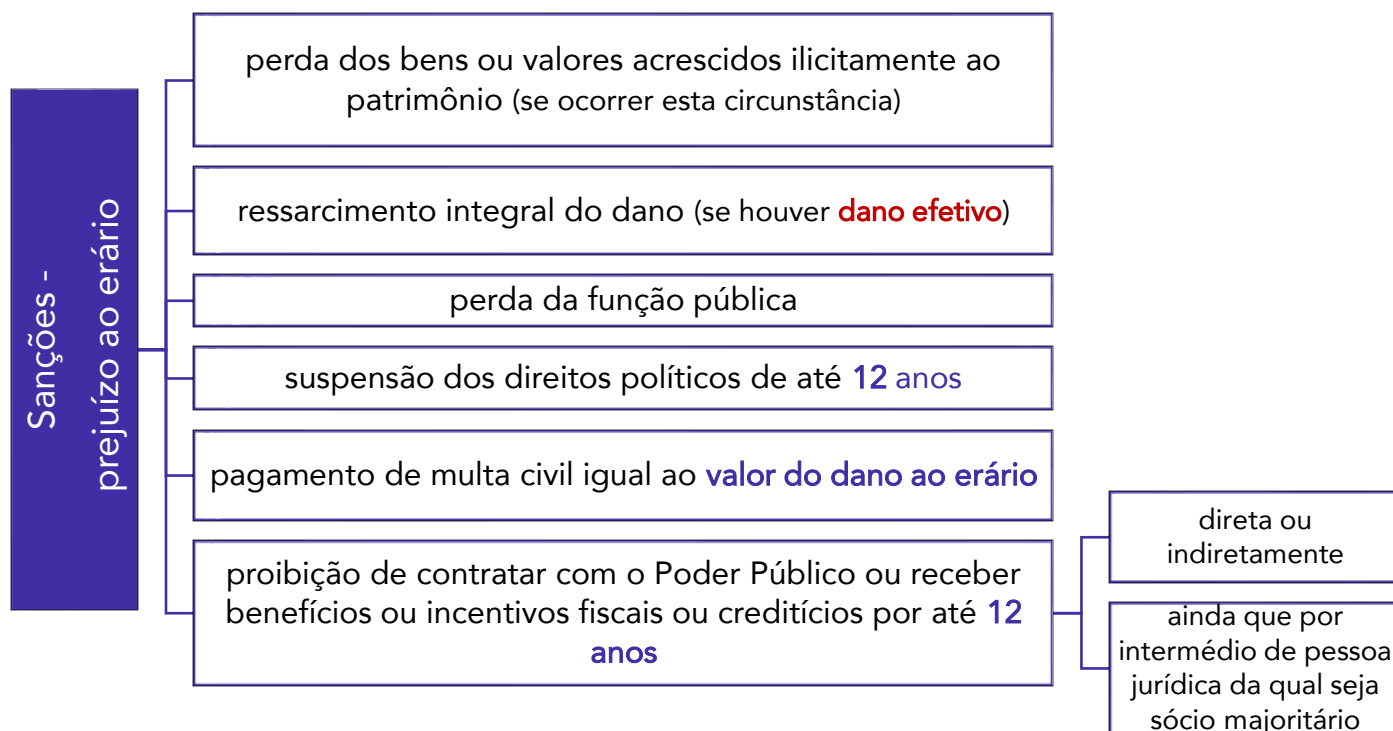 Sanções -
prejuízo ao erário
perda dos bens ou valores acrescidos ilicitamente ao
patrimônio (se ocorrer esta circunstância)
ressarcimento integral do dano (se houver dano efetivo)
perda da função pública
suspensão dos direitos políticos de até 12 anos
pagamento de multa civil igual ao valor do dano ao erário
proibição de contratar com o Poder Público ou receber
benefícios ou incentivos fiscais ou creditícios por até 12
anos
direta ou
indiretamente
ainda que por
intermédio de pessoa
jurídica da qual seja
sócio majoritário